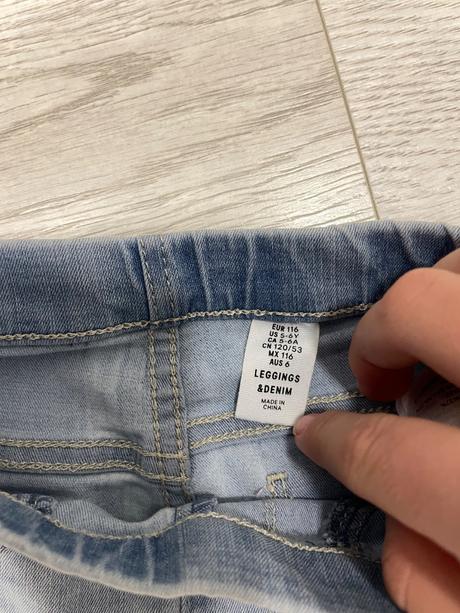 EUR 116
US 5-6Y
CA 5-6A
CN 120/53
MX 116
AUS 6
LEGGINGS
&DENIM
MADE IN
CHINA